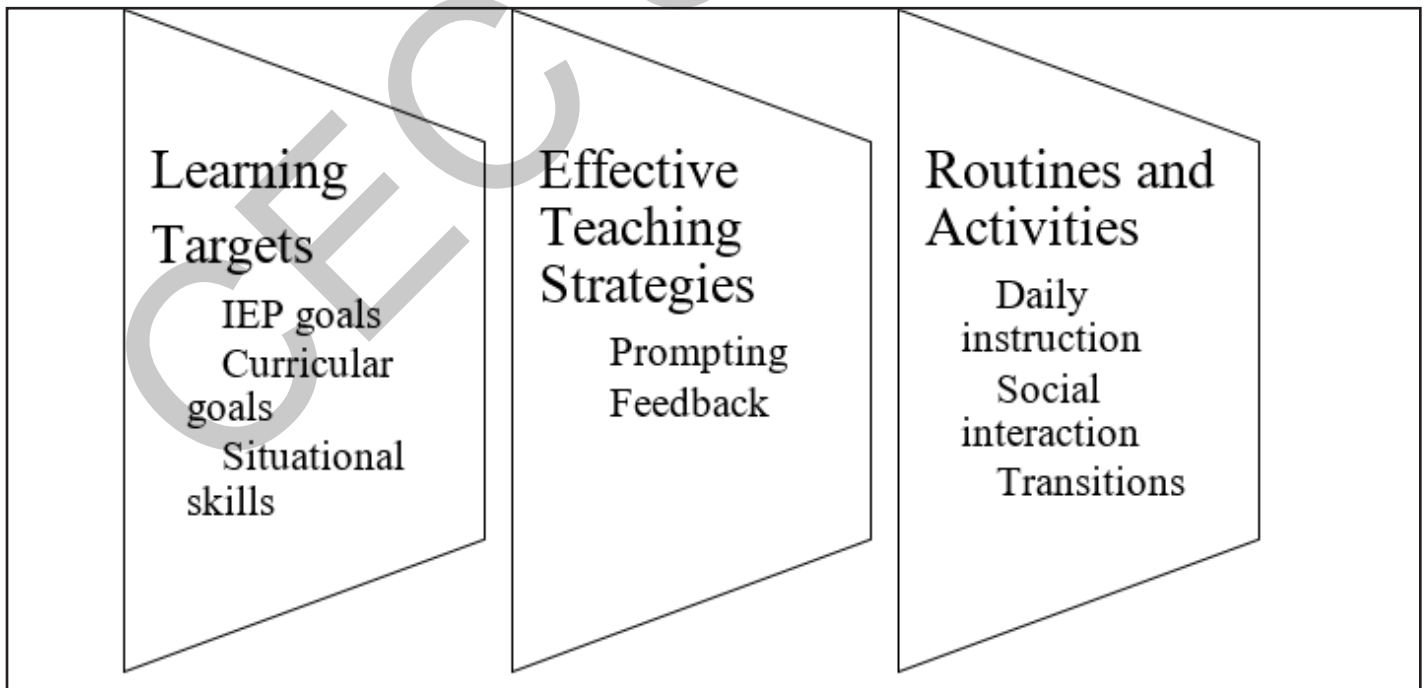 Learning
Targets
IEP goals
Curricular
goals
Situational
skills
Effective
Teaching
Strategies
Prompting
Feedback
Routines and
Activities
Daily
instruction
Social
interaction
Transitions
CEC